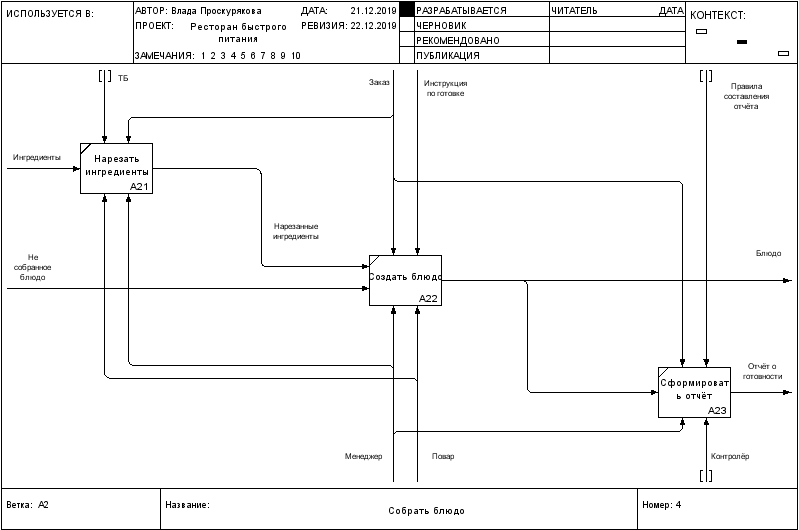 ИСПОЛЬЗУЕТСЯ В:
АВТОР: Влада Проскурякова
ДАТА: 21.12.2019
РАЗРАБАТЫВАЕТСЯ
ЧИТАТЕЛЬ
ДАТА
КОНТЕКСТ:
ПРОЕКТ: Ресторан быстрого
питания
РЕВИЗИЯ: 22.12.2019
ЧЕРНОВИК
РЕКОМЕНДОВАНО
ЗАМЕЧАНИЯ: 1 2 3 4 5 6 7 8 9 10
ПУБЛИКАЦИЯ
ТБ
Заказ
Инструкция
по готовке
Правила
составления
отчёта
Ингредиенты
Нарезать
ингредиенты
A21
Нарезанные
ингредиенты
Не
собранное
блюдо
Создать блюдо
A22
Блюдо
Отчёт о
готовности
Сформироват
ь отчёт
A23
Менеджер
Повар
Контролёр
Ветка: A2
Название:
Собрать блюдо
Номер: 4